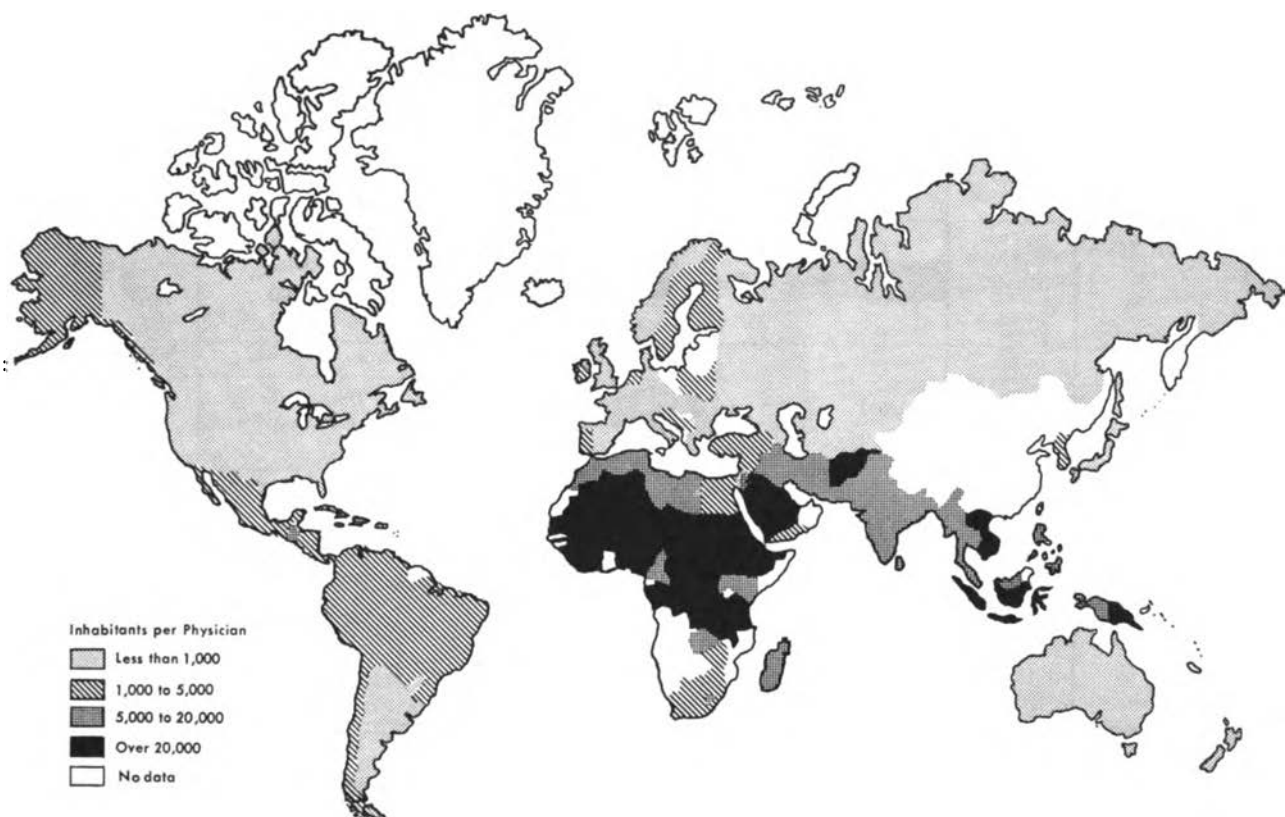 Inhabitants per Physician
Less than 1,000
1,000 to 5,000
5,000 to 20,000
Over 20,000
No data